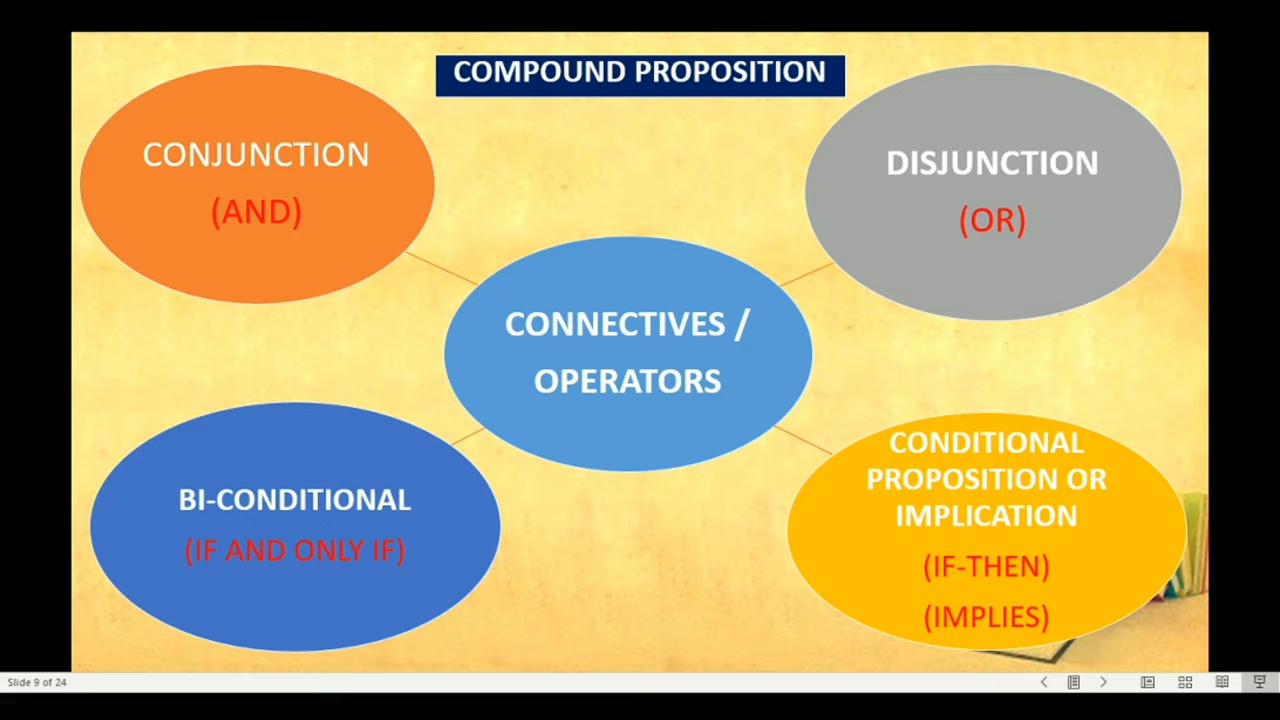 COMPOUND PROPOSITION
CONJUNCTION
(AND)
DISJUNCTION
(OR)
CONNECTIVES /
OPERATORS
BI-CONDITIONAL
(IF AND ONLY IF)
CONDITIONAL
PROPOSITION OR
IMPLICATION
(IF-THEN)
(IMPLIES)
Slide 9 of 24